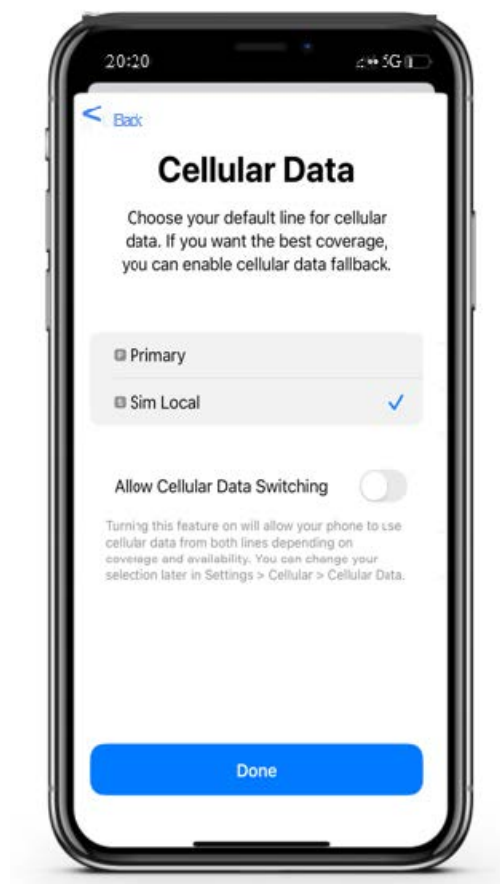 20:20
5G
< Back
Cellular Data
Choose your default line for cellular
data. If you want the best coverage,
you can enable cellular data fallback.
P Primary
S Sim Local
Allow Cellular Data Switching
Turning this feature on will allow your phone to use
cellular data from both lines depending on
coverage and availability. You can change your
selection later in Settings > Cellular > Cellular Data.
Done